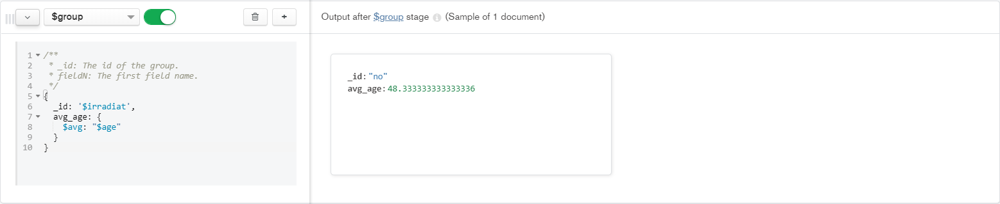 $group
+
1 /**
2  * _id: The id of the group.
3  * fieldN: The first field name.
4  */
5 {
6   _id: '$irradiat',
7   avg_age: {
8     $avg: "$age"
9   }
10 }
Output after $group stage i (Sample of 1 document)
_id: "no"
avg_age: 48.333333333333336